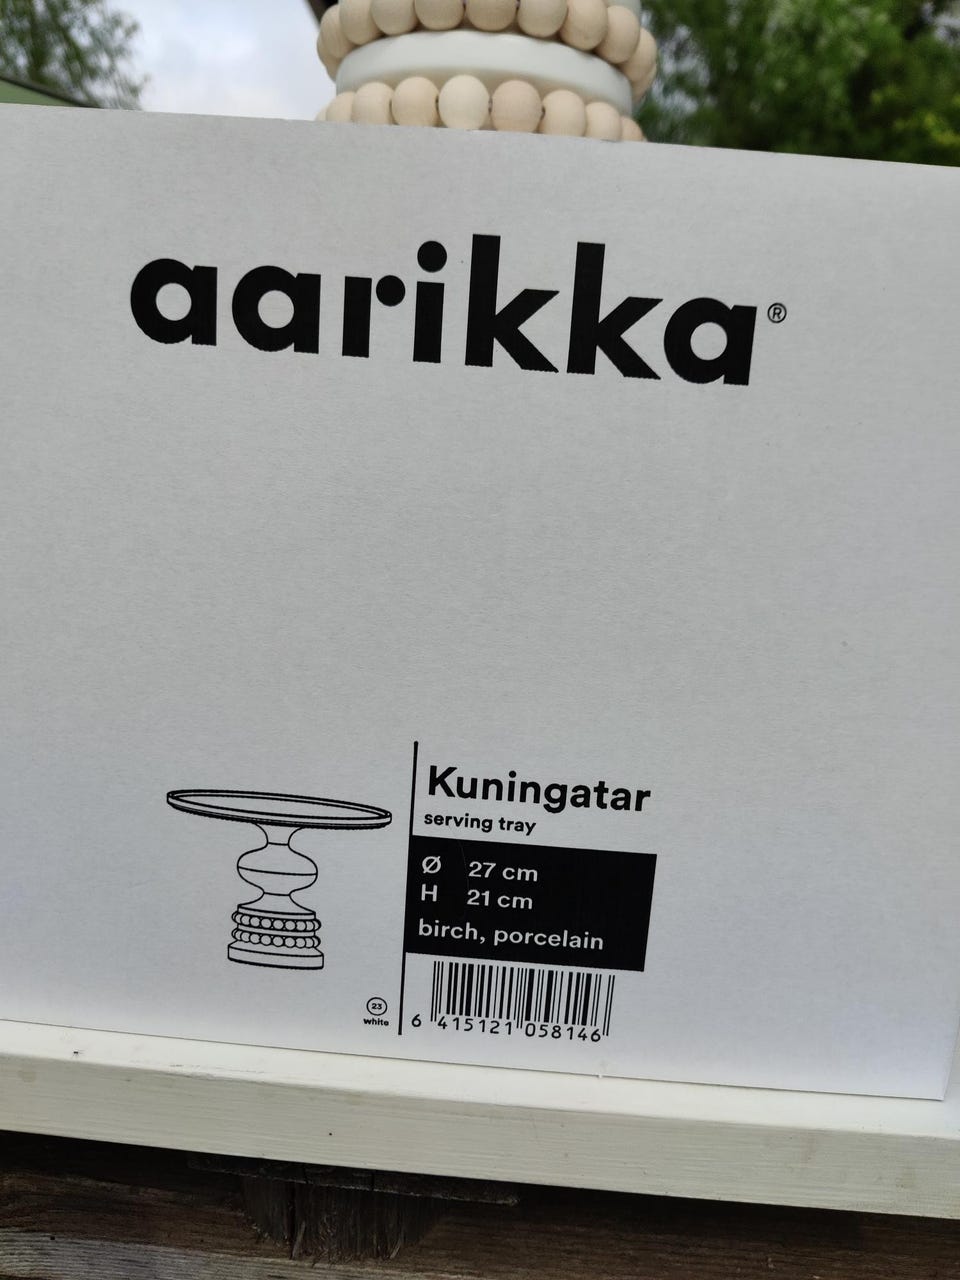 aarikka®
Kuningatar
serving tray
Ø 27 cm
H 21 cm
birch, porcelain
23
white
6 415121 058146